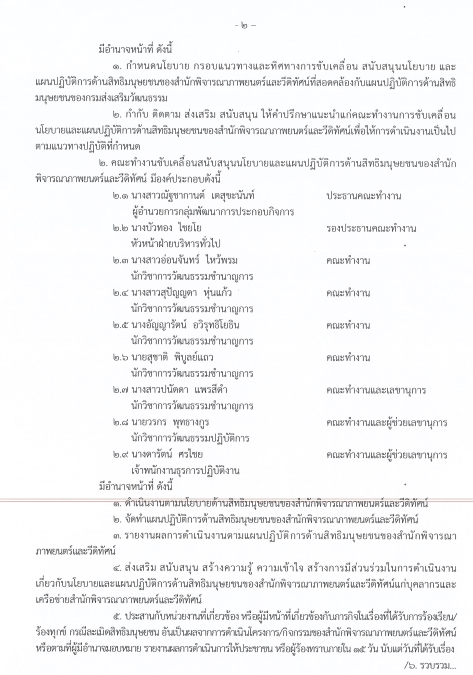 - ๒ -
มีอำนาจหน้าที่ ดังนี้
๑. กำหนดนโยบาย กรอบแนวทางและทิศทางการขับเคลื่อน สนับสนุนนโยบาย และ
แผนปฏิบัติการด้านสิทธิมนุษยชนของสำนักพิจารณาภาพยนตร์และวีดิทัศน์ที่สอดคล้องกับแผนปฏิบัติการด้านสิทธิ
มนุษยชนของกรมส่งเสริมวัฒนธรรม
๒. กำกับ ติดตาม ส่งเสริม สนับสนุน ให้คำปรึกษาแนะนำแก่คณะทำงานการขับเคลื่อน
นโยบายและแผนปฏิบัติการด้านสิทธิมนุษยชนของสำนักพิจารณาภาพยนตร์และวีดิทัศน์เพื่อให้การดำเนินงานเป็นไป
ตามแนวทางปฏิบัติที่กำหนด
๒. คณะทำงานขับเคลื่อนสนับสนุนนโยบายและแผนปฏิบัติการด้านสิทธิมนุษยชนของสำนัก
พิจารณาภาพยนตร์และวีดิทัศน์ มีองค์ประกอบดังนี้
๒.๑ นางสาวณัฐชากานต์ เตสุขะนันท์ ประธานคณะทำงาน
ผู้อำนวยการกลุ่มพัฒนาการประกอบกิจการ
๒.๒ นางบัวทอง ไชยโย รองประธานคณะทำงาน
หัวหน้าฝ่ายบริหารทั่วไป
๒.๓ นางสาวอ่อนจันทร์ ไหว้พรม คณะทำงาน
นักวิชาการวัฒนธรรมชำนาญการ
๒.๔ นางสาวสุปัญญดา หุ่นแก้ว คณะทำงาน
นักวิชาการวัฒนธรรมชำนาญการ
๒.๕ นางอัญญารัตน์ อวิรุทธิโยธิน คณะทำงาน
นักวิชาการวัฒนธรรมชำนาญการ
๒.๖ นายสุชาติ พิบูลย์แถว คณะทำงาน
นักวิชาการวัฒนธรรมชำนาญการ
๒.๗ นางสาวปนัดดา แพรสีดำ คณะทำงานและเลขานุการ
นักวิชาการวัฒนธรรมชำนาญการ
๒.๘ นายวรกร พุทธางกูร คณะทำงานและผู้ช่วยเลขานุการ
นักวิชาการวัฒนธรรมปฏิบัติการ
๒.๙ นางดารัตน์ ศรไชย คณะทำงานและผู้ช่วยเลขานุการ
เจ้าพนักงานธุรการปฏิบัติงาน
มีอำนาจหน้าที่ ดังนี้
๑. ดำเนินงานตามนโยบายด้านสิทธิมนุษยชนของสำนักพิจารณาภาพยนตร์และวีดิทัศน์
๒. จัดทำแผนปฏิบัติการด้านสิทธิมนุษยชนของสำนักพิจารณาภาพยนตร์และวีดิทัศน์
๓. รายงานผลการดำเนินงานตามแผนปฏิบัติการด้านสิทธิมนุษยชนของสำนักพิจารณา
ภาพยนตร์และวีดิทัศน์
๔. ส่งเสริม สนับสนุน สร้างความรู้ ความเข้าใจ สร้างการมีส่วนร่วมในการดำเนินงาน
เกี่ยวกับนโยบายและแผนปฏิบัติการด้านสิทธิมนุษยชนของสำนักพิจารณาภาพยนตร์และวีดิทัศน์แก่บุคลากรและ
เครือข่ายสำนักพิจารณาภาพยนตร์และวีดิทัศน์
๕. ประสานกับหน่วยงานที่เกี่ยวข้อง หรือผู้มีหน้าที่เกี่ยวข้องกับภารกิจในเรื่องที่ได้รับการร้องเรียน/
ร้องทุกข์ กรณีละเมิดสิทธิมนุษยชน อันเป็นผลจากการดำเนินโครงการ/กิจกรรมของสำนักพิจารณาภาพยนตร์และวีดิทัศน์
หรือตามที่ผู้มีอำนาจมอบหมาย รายงานผลการดำเนินการให้ประชาชน หรือผู้ร้องทราบภายใน ๑๕ วัน นับแต่วันที่ได้รับเรื่อง
/๖. รวบรวม...